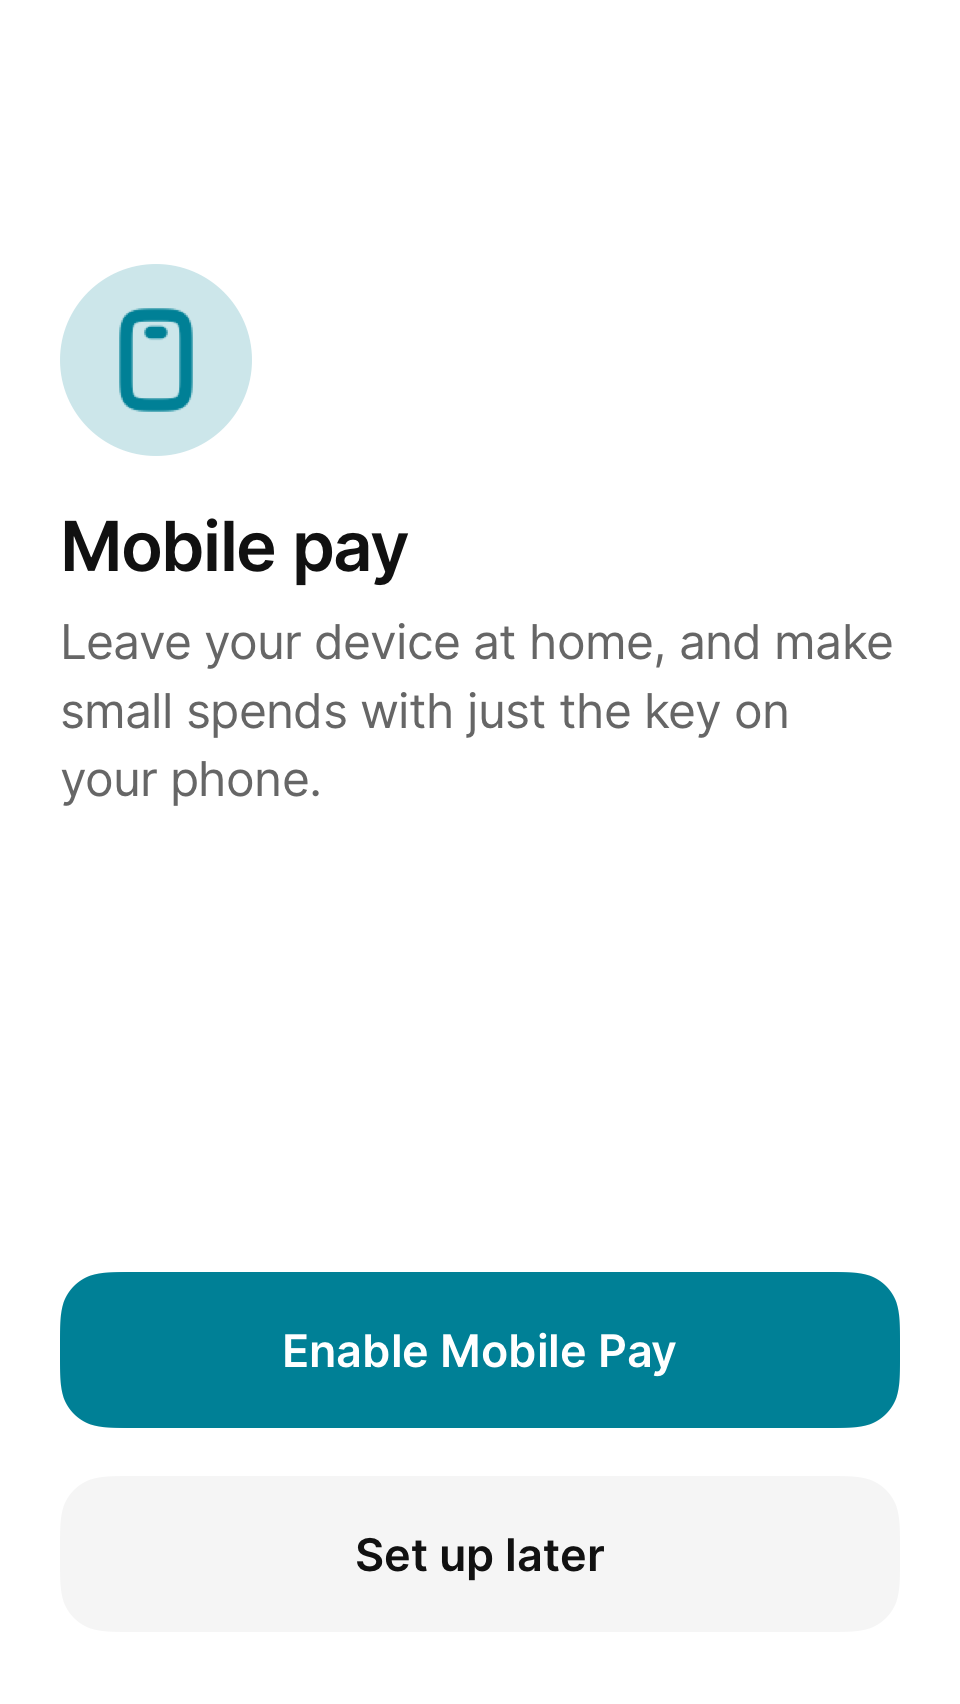 Mobile pay
Leave your device at home, and make
small spends with just the key on
your phone.
Enable Mobile Pay
Set up later